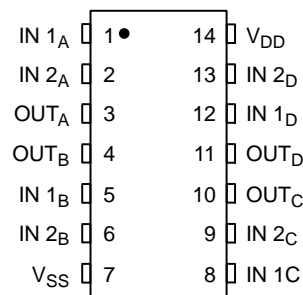 IN 1A 1 14 VDD
IN 2A 2 13 IN 2D
OUTA 3 12 IN 1D
OUTB 4 11 OUTD
IN 1B 5 10 OUTC
IN 2B 6 9 IN 2C
VSS 7 8 IN 1C